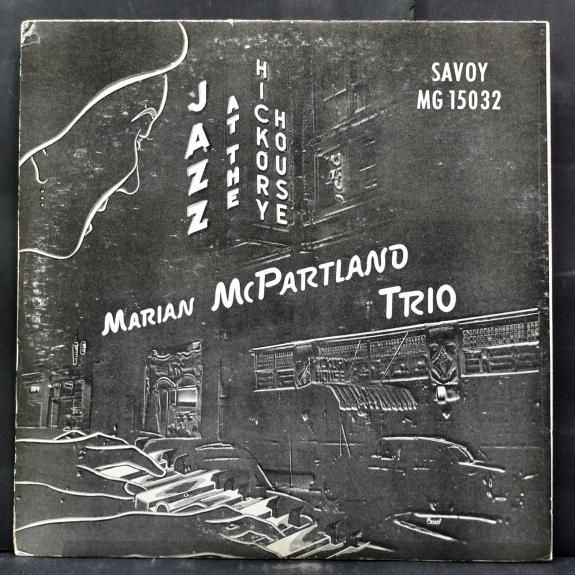 SAVOY
MG 15032
JAZZ
AT THE
HICKORY
HOUSE
MARIAN McPARTLAND
TRIO